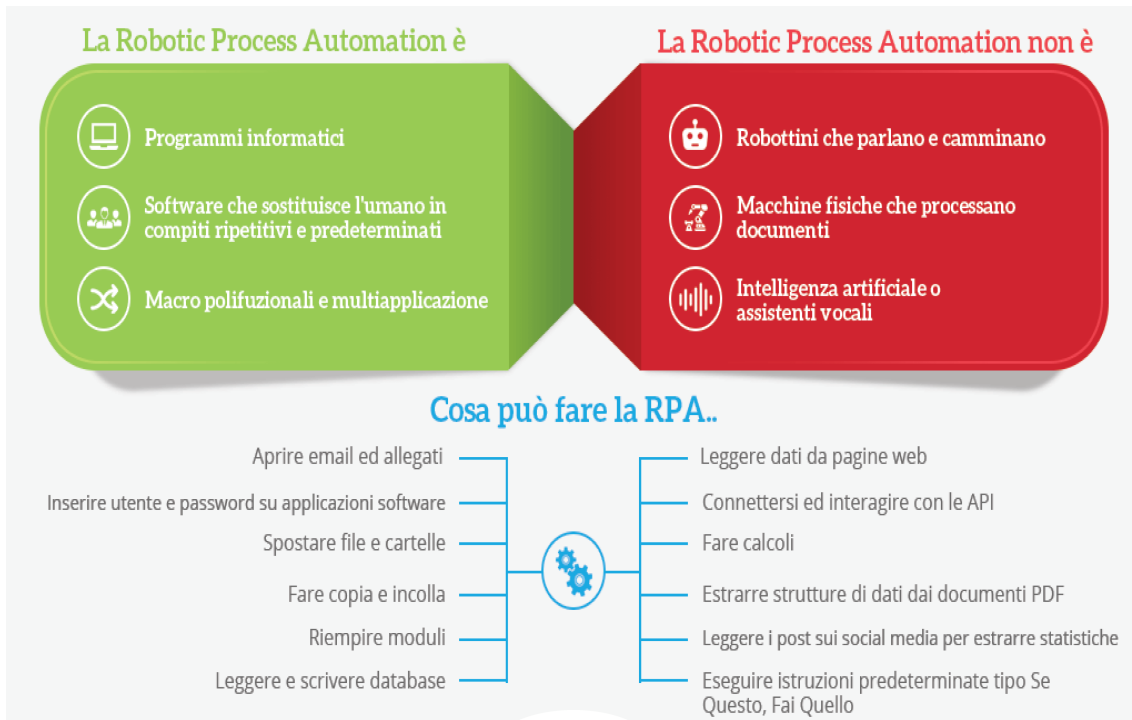 La Robotic Process Automation è
Programmi informatici
Software che sostituisce l'umano in
compiti ripetitivi e predeterminati
Macro polifuzionali e multiapplicazione
La Robotic Process Automation non è
Robottini che parlano e camminano
Macchine fisiche che processano
documenti
Intelligenza artificiale o
assistenti vocali
Cosa può fare la RPA..
Aprire email ed allegati
Inserire utente e password su applicazioni software
Spostare file e cartelle
Fare copia e incolla
Riempire moduli
Leggere e scrivere database
Leggere dati da pagine web
Connettersi ed interagire con le API
Fare calcoli
Estrarre strutture di dati dai documenti PDF
Leggere i post sui social media per estrarre statistiche
Eseguire istruzioni predeterminate tipo Se
Questo, Fai Quello